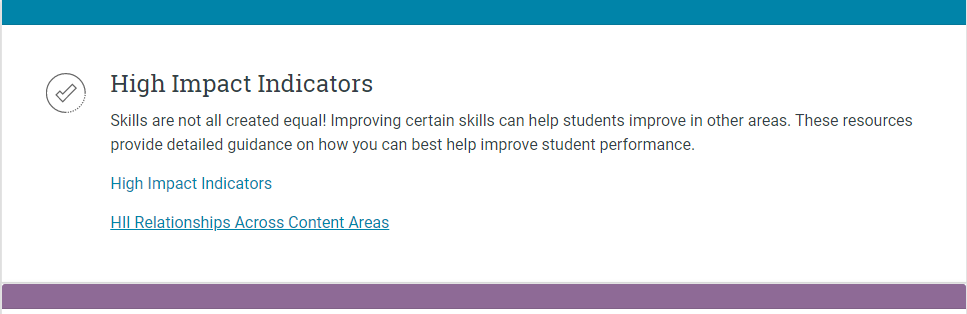 High Impact Indicators
Skills are not all created equal! Improving certain skills can help students improve in other areas. These resources
provide detailed guidance on how you can best help improve student performance.
High Impact Indicators
HII Relationships Across Content Areas